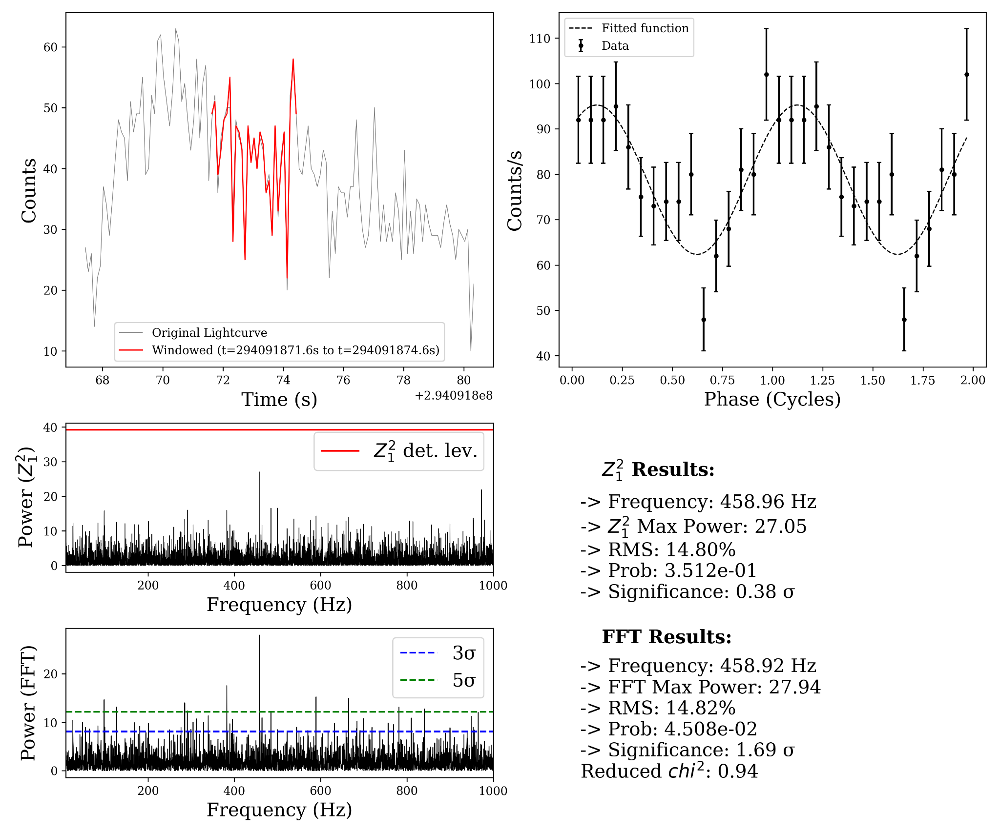 60
50
40
30
20
10
Counts
Original Lightcurve
Windowed (t=294091871.6s to t=294091874.6s)
68 70 72 74 76 78 80
+2.940918e8
Time (s)
Fitted function
Data
110
100
90
80
70
60
50
40
Counts/s
0.00 0.25 0.50 0.75 1.00 1.25 1.50 1.75 2.00
Phase (Cycles)
40
30
20
10
0
Power (Z₁²)
Z₁² det. lev.
200 400 600 800 1000
Frequency (Hz)
20
10
0
Power (FFT)
3σ
5σ
200 400 600 800 1000
Frequency (Hz)
Z₁² Results:
-> Frequency: 458.96 Hz
-> Z₁² Max Power: 27.05
-> RMS: 14.80%
-> Prob: 3.512e-01
-> Significance: 0.38 σ
FFT Results:
-> Frequency: 458.92 Hz
-> FFT Max Power: 27.94
-> RMS: 14.82%
-> Prob: 4.508e-02
-> Significance: 1.69 σ
Reduced chi²: 0.94